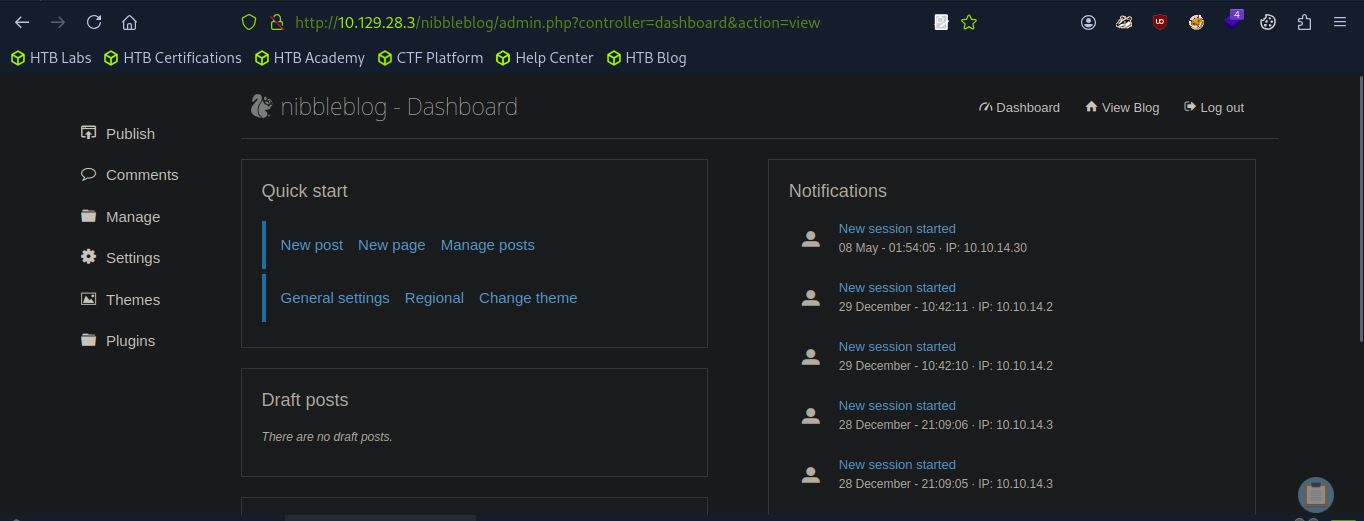 http://10.129.28.3/nibbleblog/admin.php?controller=dashboard&action=view
4
HTB Labs HTB Certifications HTB Academy CTF Platform Help Center HTB Blog
nibbleblog - Dashboard
Dashboard View Blog Log out
Publish
Comments
Manage
Settings
Themes
Plugins
Quick start
New post New page Manage posts
General settings Regional Change theme
Draft posts
There are no draft posts.
Notifications
New session started
08 May - 01:54:05 · IP: 10.10.14.30
New session started
29 December - 10:42:11 · IP: 10.10.14.2
New session started
29 December - 10:42:10 · IP: 10.10.14.2
New session started
28 December - 21:09:06 · IP: 10.10.14.3
New session started
28 December - 21:09:05 · IP: 10.10.14.3